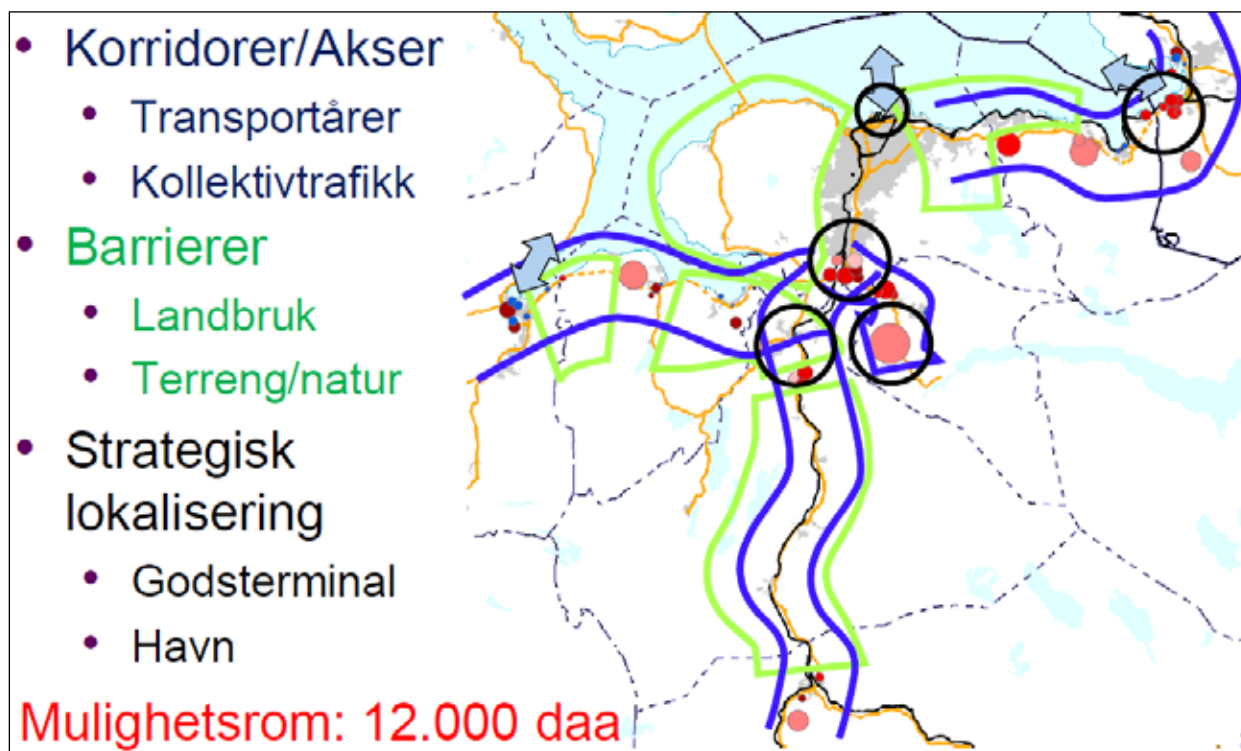 • Korridorer/Akser
• Transportårer
• Kollektivtrafikk
• Barrierer
• Landbruk
• Terreng/natur
• Strategisk
lokalisering
• Godsterminal
• Havn
Mulighetsrom: 12.000 daa